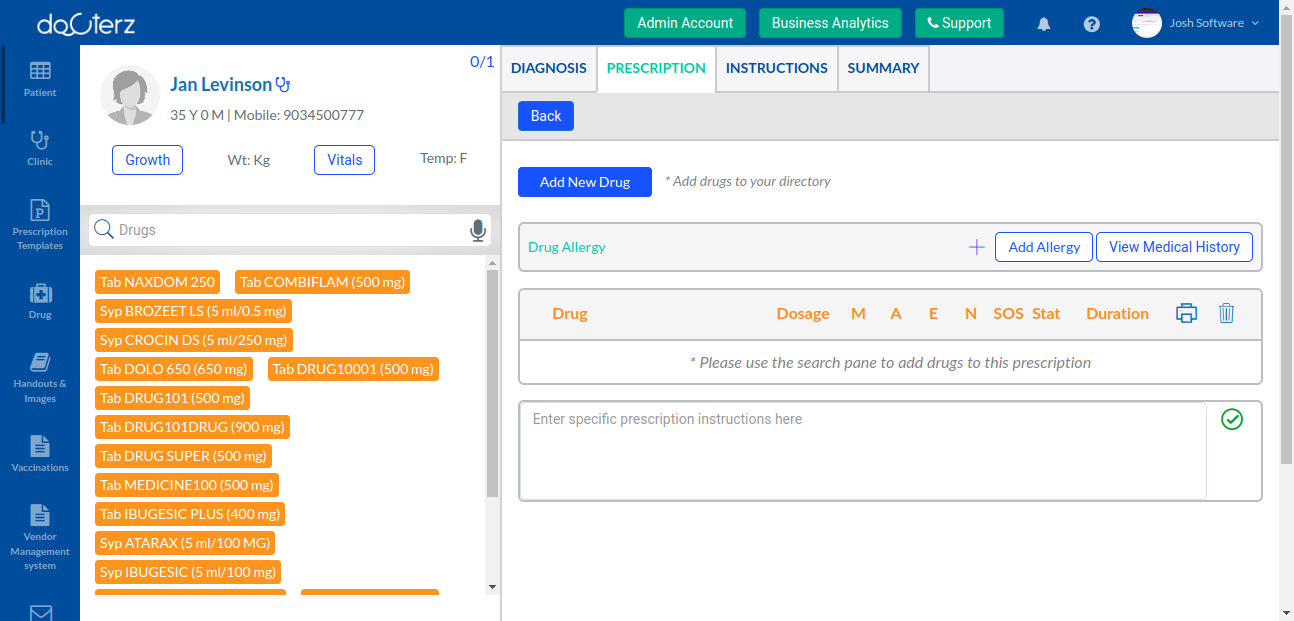 daOCterz
Admin Account
Business Analytics
Support
Josh Software
Patient
Clinic
Prescription
Templates
Drug
Handouts &
Images
Vaccinations
Vendor
Management
system
0/1
Jan Levinson
35 Y 0 M | Mobile: 9034500777
Growth
Wt: Kg
Vitals
Temp: F
Drugs
Tab NAXDOM 250
Tab COMBIFLAM (500 mg)
Syp BROZEET LS (5 ml/0.5 mg)
Syp CROCIN DS (5 ml/250 mg)
Tab DOLO 650 (650 mg)
Tab DRUG10001 (500 mg)
Tab DRUG101 (500 mg)
Tab DRUG101DRUG (900 mg)
Tab DRUG SUPER (500 mg)
Tab MEDICINE100 (500 mg)
Tab IBUGESIC PLUS (400 mg)
Syp ATARAX (5 ml/100 MG)
Syp IBUGESIC (5 ml/100 mg)
DIAGNOSIS
PRESCRIPTION
INSTRUCTIONS
SUMMARY
Back
Add New Drug
* Add drugs to your directory
Drug Allergy
Add Allergy
View Medical History
Drug Dosage M A E N SOS Stat Duration
* Please use the search pane to add drugs to this prescription
Enter specific prescription instructions here